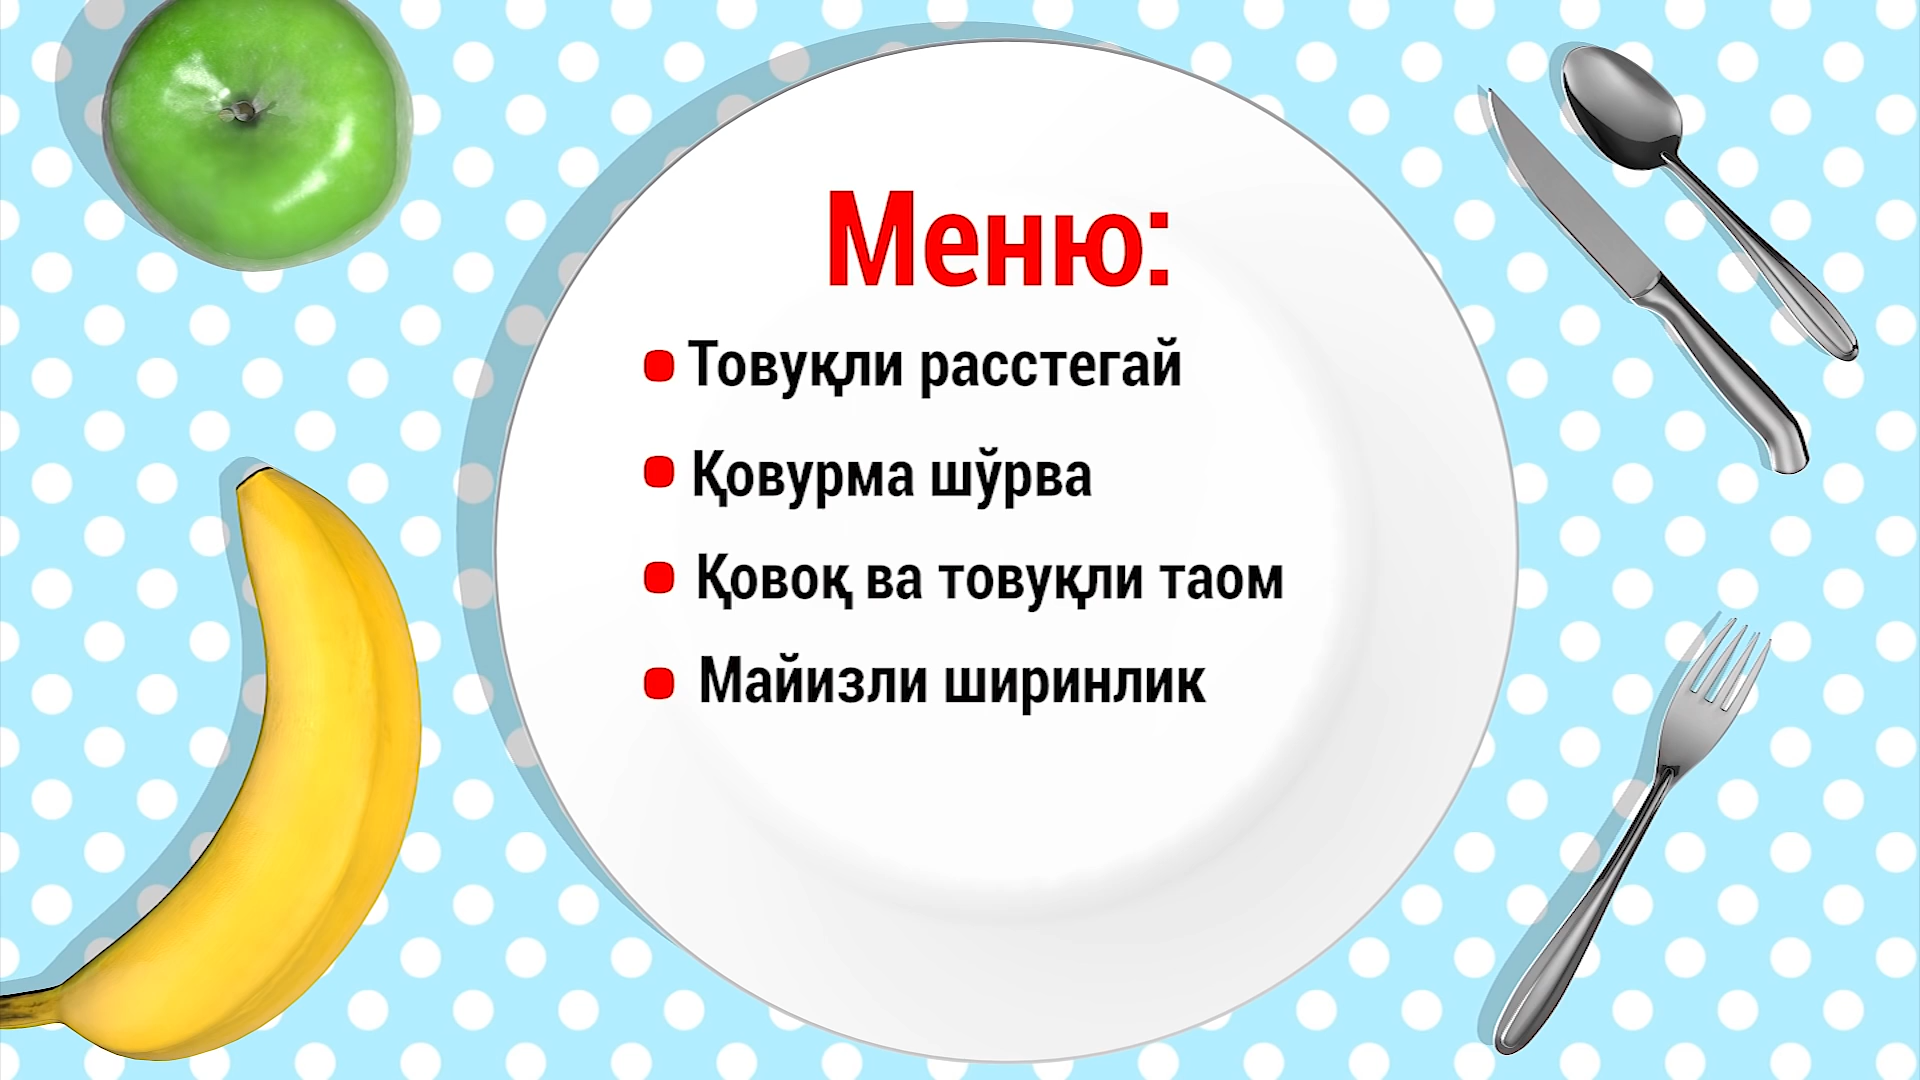 Меню:
Товуқли расстегай
Қовурма шўрва
Қовоқ ва товуқли таом
Майизли ширинлик